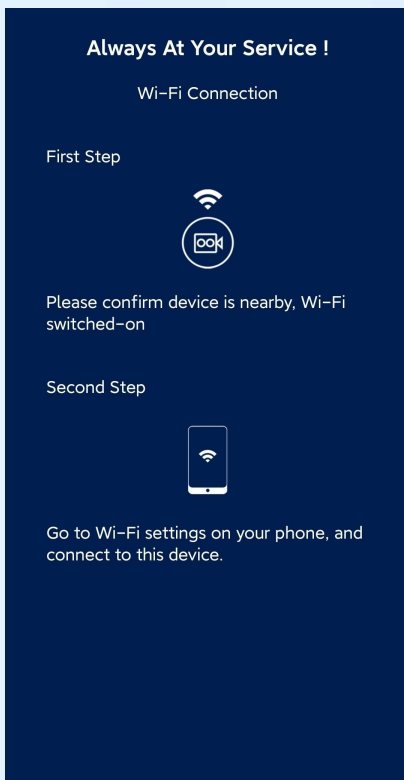 Always At Your Service !
Wi-Fi Connection
First Step
Please confirm device is nearby, Wi-Fi
switched-on
Second Step
Go to Wi-Fi settings on your phone, and
connect to this device.